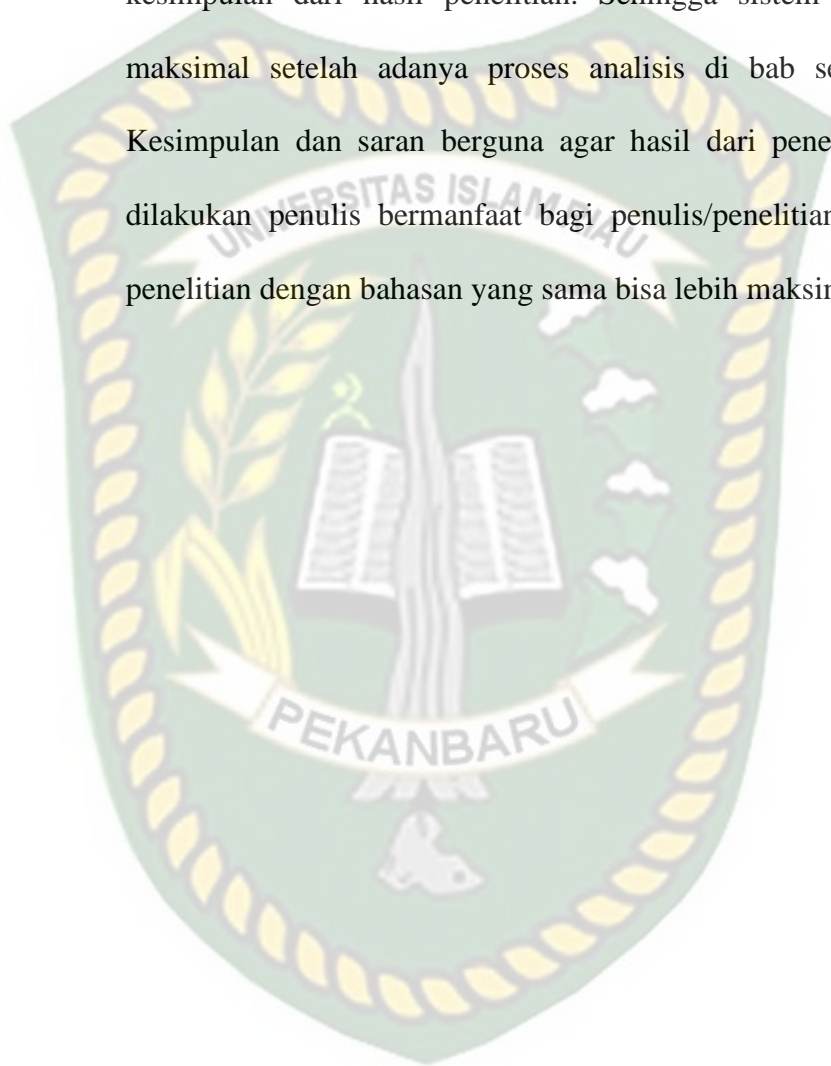 kesimpulan dari hasil penelitian. Sehingga sistem
maksimal setelah adanya proses analisis di bab se
Kesimpulan dan saran berguna agar hasil dari pene
dilakukan penulis bermanfaat bagi penulis/penelitian
penelitian dengan bahasan yang sama bisa lebih maksim
UNIVERSITAS ISLAM RIAU
PEKANBARU